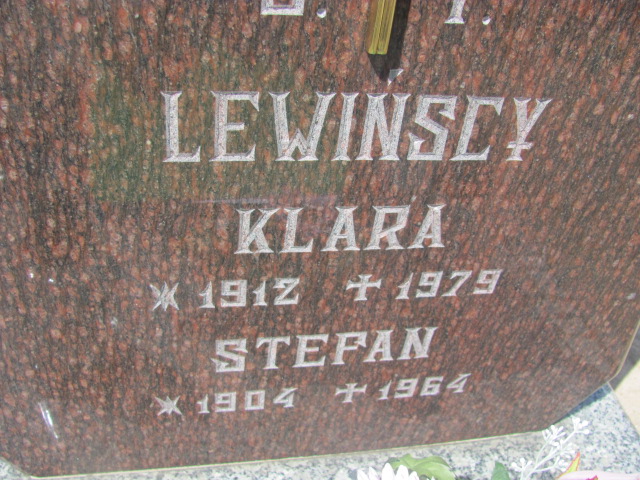 LEWIŃSCY
KLARA
* 1912 + 1979
STEFAN
* 1904 + 1964